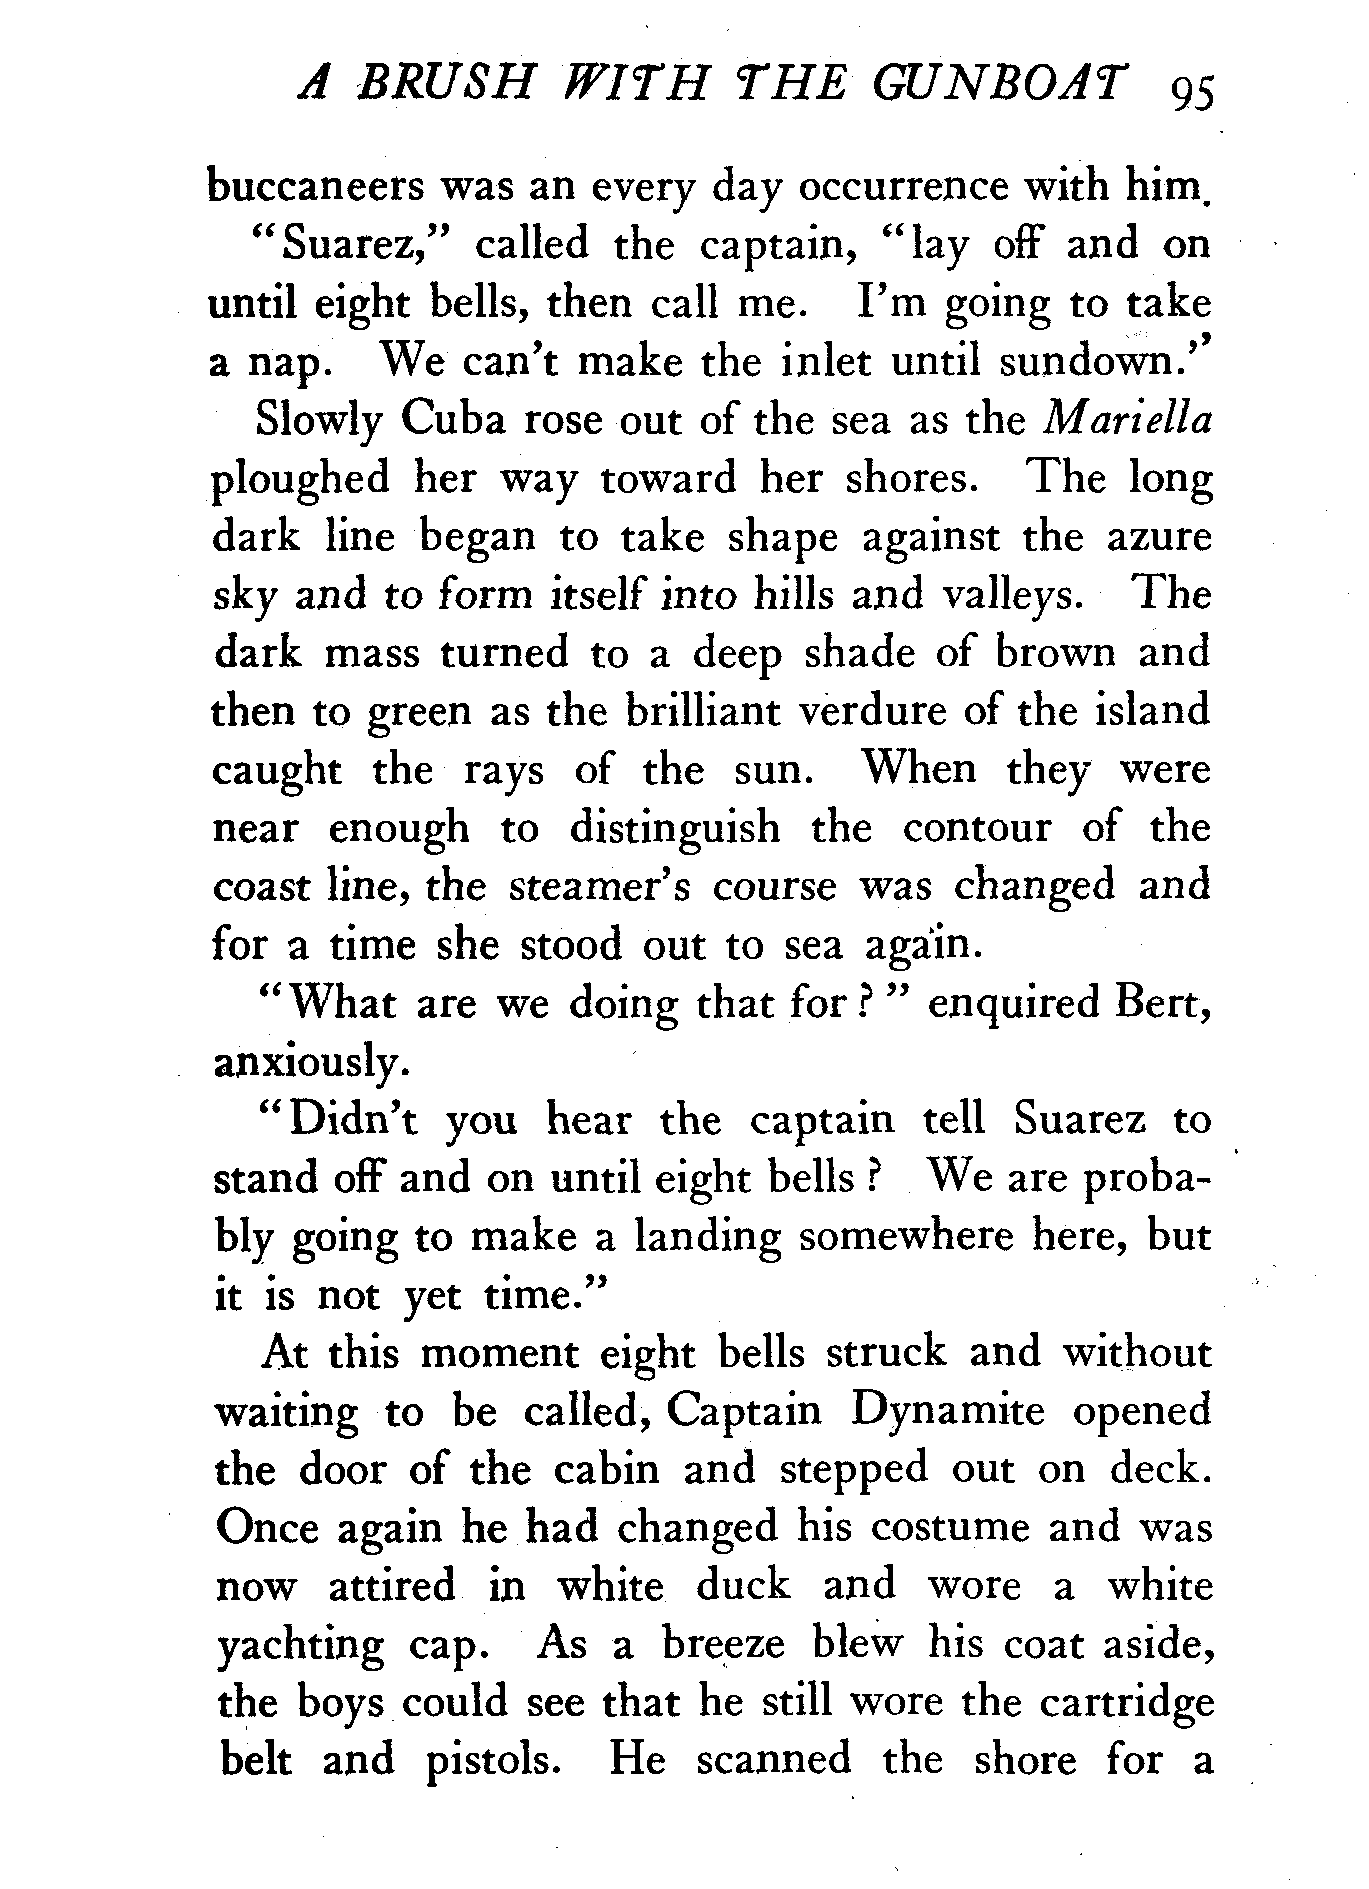 A BRUSH WITH THE GUNBOAT 95
buccaneers was an every day occurrence with him.
"Suarez," called the captain, "lay off and on
until eight bells, then call me. I'm going to take
a nap. We can't make the inlet until sundown."
Slowly Cuba rose out of the sea as the Mariella
ploughed her way toward her shores. The long
dark line began to take shape against the azure
sky and to form itself into hills and valleys. The
dark mass turned to a deep shade of brown and
then to green as the brilliant verdure of the island
caught the rays of the sun. When they were
near enough to distinguish the contour of the
coast line, the steamer's course was changed and
for a time she stood out to sea again.
"What are we doing that for?" enquired Bert,
anxiously.
"Didn't you hear the captain tell Suarez to
stand off and on until eight bells? We are proba-
bly going to make a landing somewhere here, but
it is not yet time."
At this moment eight bells struck and without
waiting to be called, Captain Dynamite opened
the door of the cabin and stepped out on deck.
Once again he had changed his costume and was
now attired in white duck and wore a white
yachting cap. As a breeze blew his coat aside,
the boys could see that he still wore the cartridge
belt and pistols. He scanned the shore for a